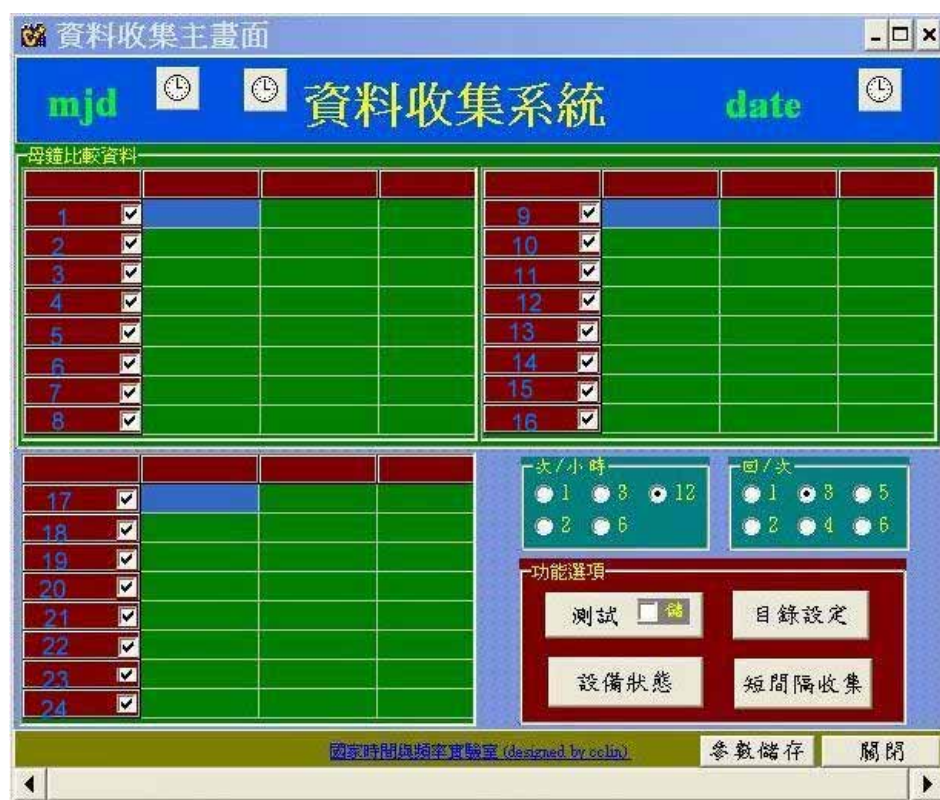 資料收集主畫面
mjd 資料收集系統 date
母鐘比較資料
1 9
2 10
3 11
4 12
5 13
6 14
7 15
8 16
17
18
19
20
21
22
23
24
次/小時
1 3 12
2 6
回/次
1 3 5
2 4 6
功能選項
測試 儲 目錄設定
設備狀態 短間隔收集
國家時間與頻率實驗室 (designed by cclin) 參數儲存 關閉